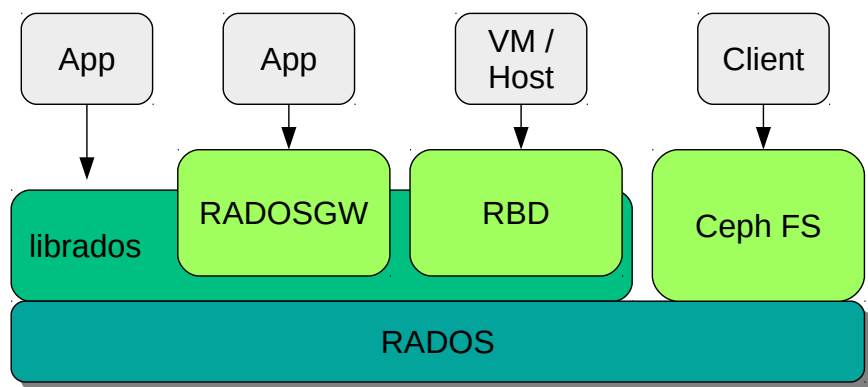 App
App
VM /
Host
Client
RADOSGW
RBD
Ceph FS
librados
RADOS